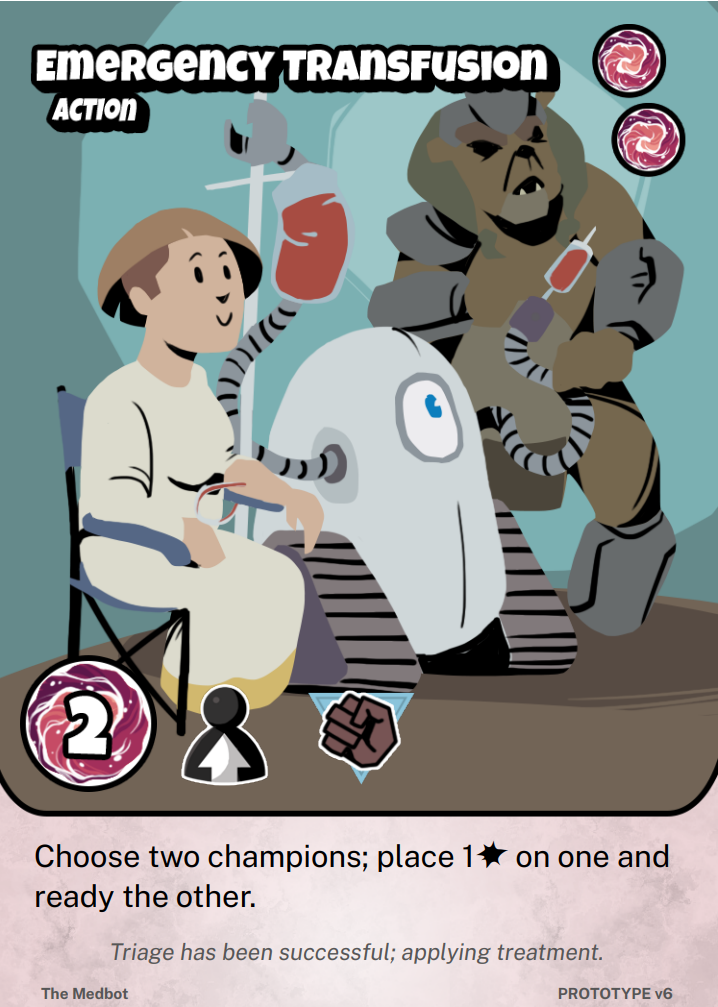 Emergency Transfusion
Action
2
Choose two champions; place 1✸ on one and
ready the other.
Triage has been successful; applying treatment.
The Medbot
PROTOTYPE v6